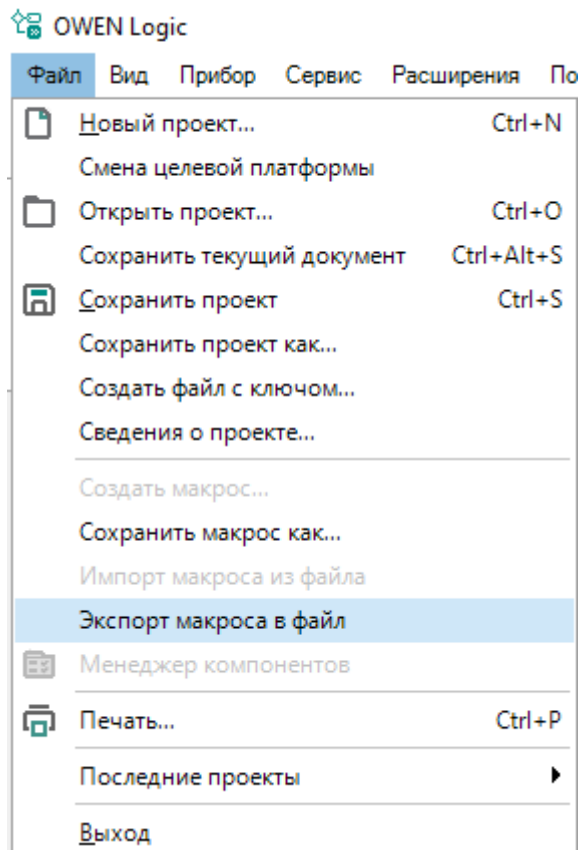 OWEN Logic
Файл Вид Прибор Сервис Расширения По
Новый проект... Ctrl+N
Смена целевой платформы
Открыть проект... Ctrl+O
Сохранить текущий документ Ctrl+Alt+S
Сохранить проект Ctrl+S
Сохранить проект как...
Создать файл с ключом...
Сведения о проекте...
Создать макрос...
Сохранить макрос как...
Импорт макроса из файла
Экспорт макроса в файл
Менеджер компонентов
Печать... Ctrl+P
Последние проекты
Выход